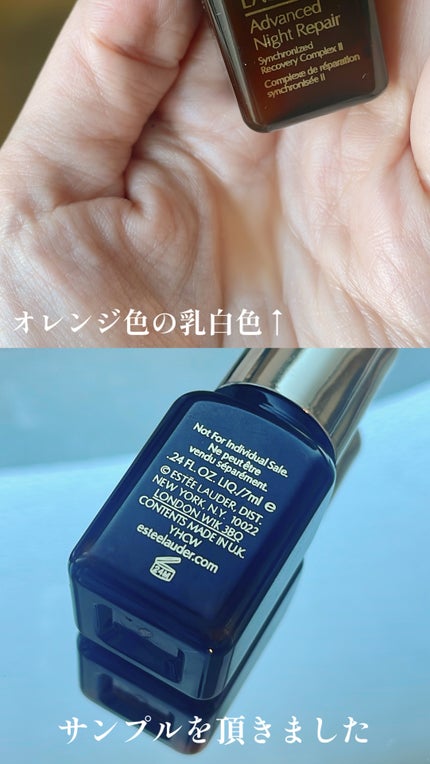 Advanced
Night Repair
Synchronized
Recovery Complex II
Complexe de réparation
synchronisée II
オレンジ色の乳白色↑
Not For Individual Sale.
Ne peut être
vendu séparément.
.24 FL. OZ. LIQ./7ml e
© ESTĒE LAUDER, DIST.
NEW YORK, N.Y. 10022
LONDON W1K 3BQ
CONTENTS MADE IN U.K.
YHCW
esteelauder.com
24M
サンプルを頂きました